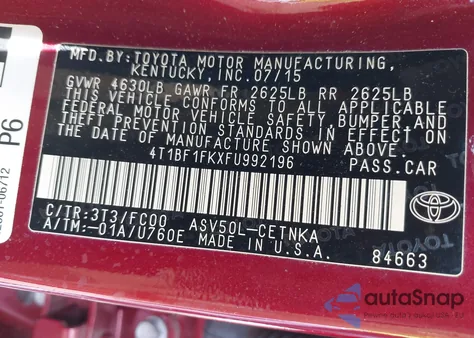 MFD.BY:TOYOTA MOTOR MANUFACTURING,
KENTUCKY,INC.07/15
GVWR 4630LB GAWR FR 2625LB RR 2625LB
THIS VEHICLE CONFORMS TO ALL APPLICABLE
FEDERAL MOTOR VEHICLE SAFETY,BUMPER,AND
THEFT PREVENTION STANDARDS IN EFFECT ON
THE DATE OF MANUFACTURE SHOWN ABOVE.
4T1BF1FKXFU992196 PASS.CAR
C/TR:3T3/FC00 ASV50L-CETNKA
A/TM:-01A/U760E MADE IN U.S.A.
84663
TOYOTA
P6
autoSnap